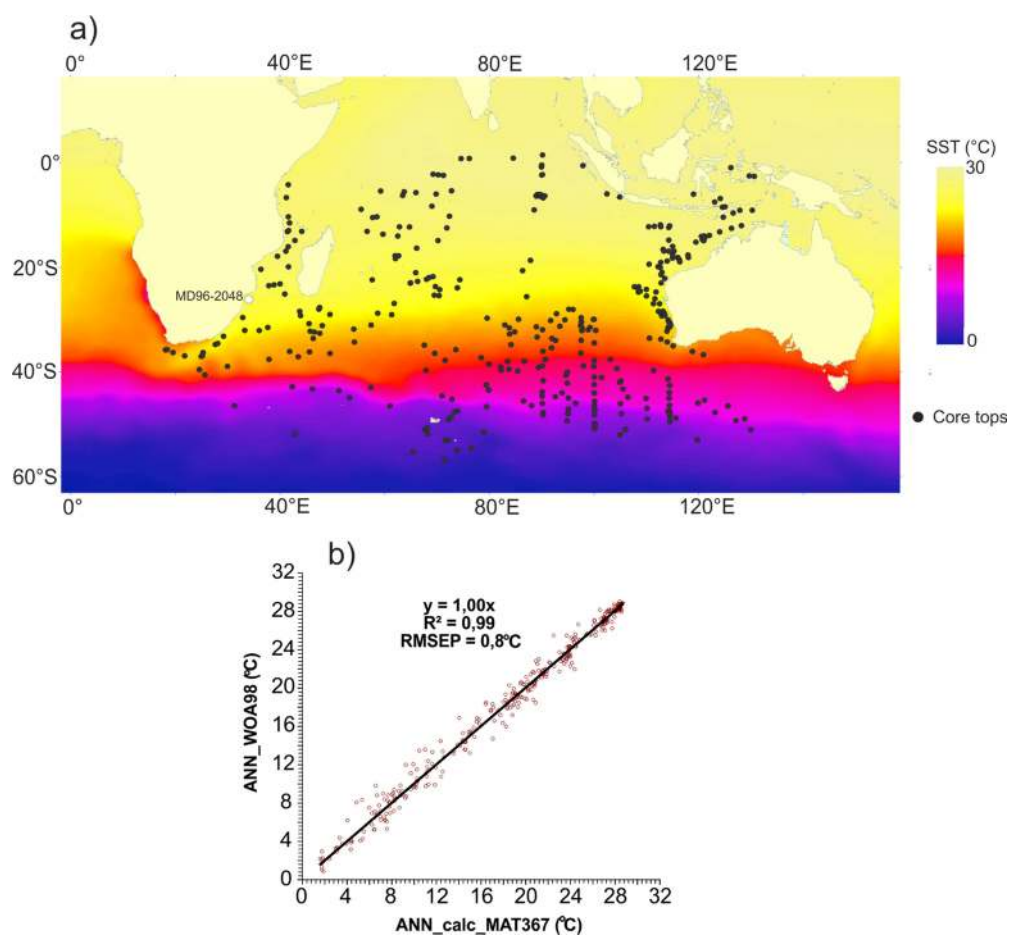 a)
0° 40°E 80°E 120°E
SST (°C)
30
0
0°
20°S
40°S
60°S
MD96-2048
Core tops
0° 40°E 80°E 120°E
b)
32
28
24
20
16
12
8
4
0
ANN_WOA98 (°C)
y = 1,00x
R² = 0,99
RMSEP = 0,8°C
0 4 8 12 16 20 24 28 32
ANN_calc_MAT367 (°C)